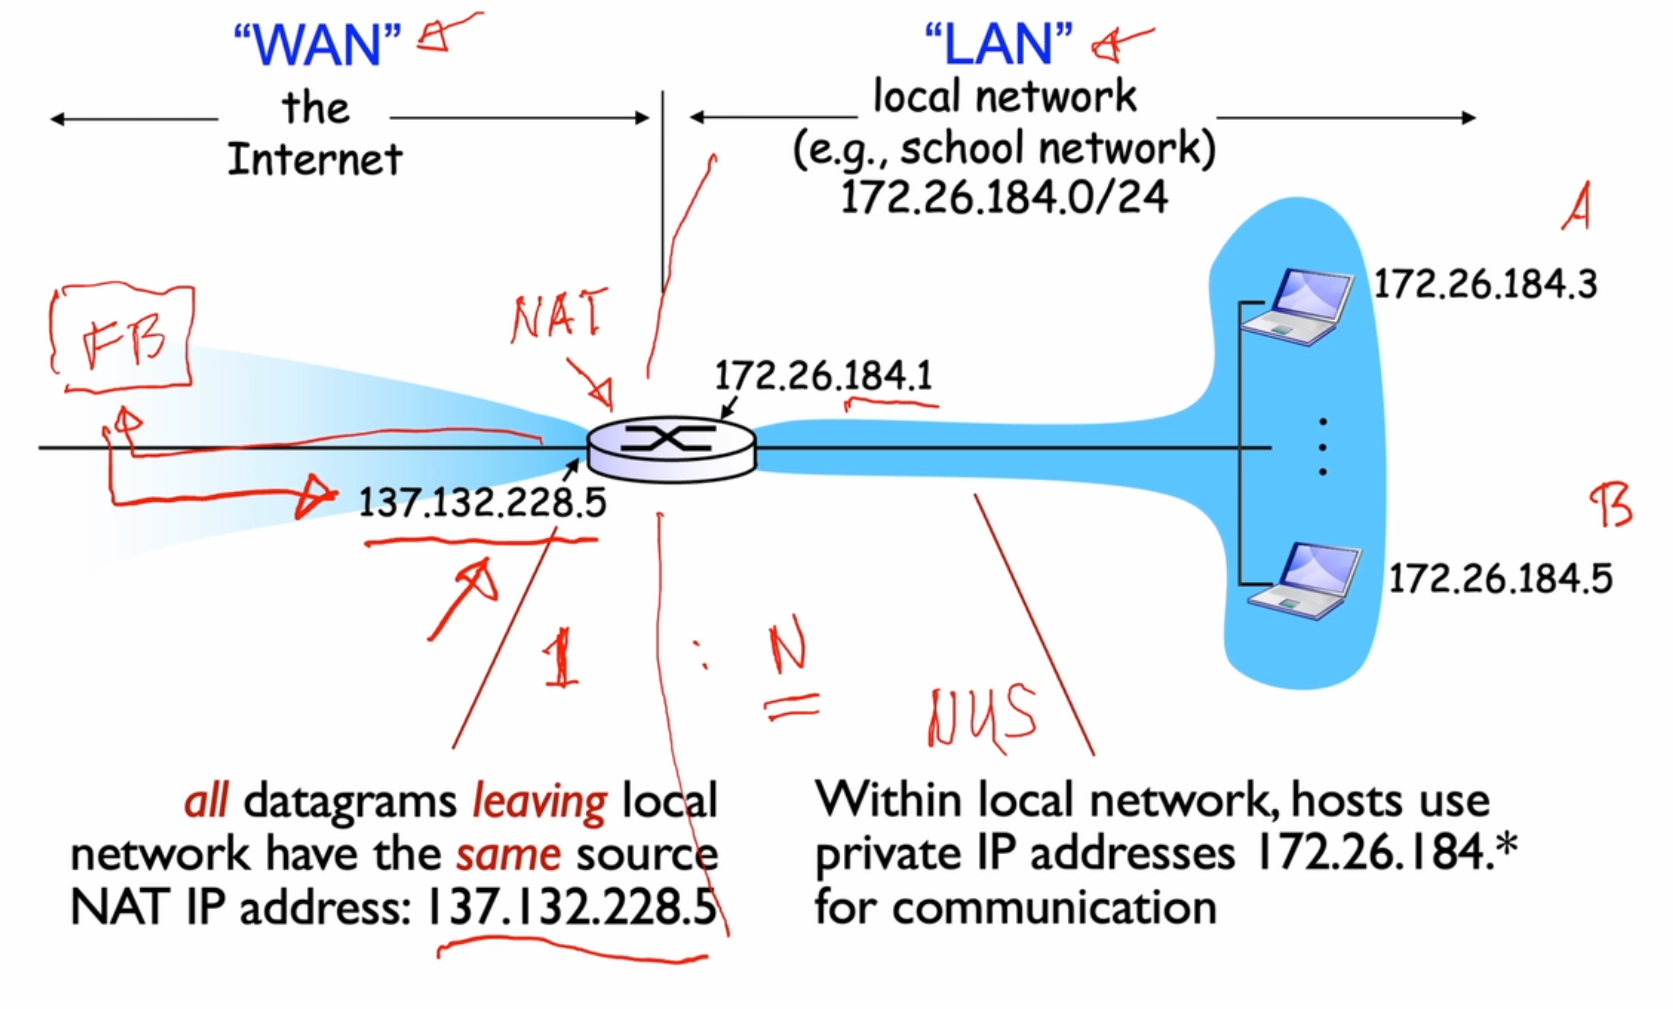 “WAN”
the
Internet
“LAN”
local network
(e.g., school network)
172.26.184.0/24
A
172.26.184.3
FB
NAT
172.26.184.1
137.132.228.5
B
172.26.184.5
1 : N
NUS
all datagrams leaving local
network have the same source
NAT IP address: 137.132.228.5
Within local network, hosts use
private IP addresses 172.26.184.*
for communication